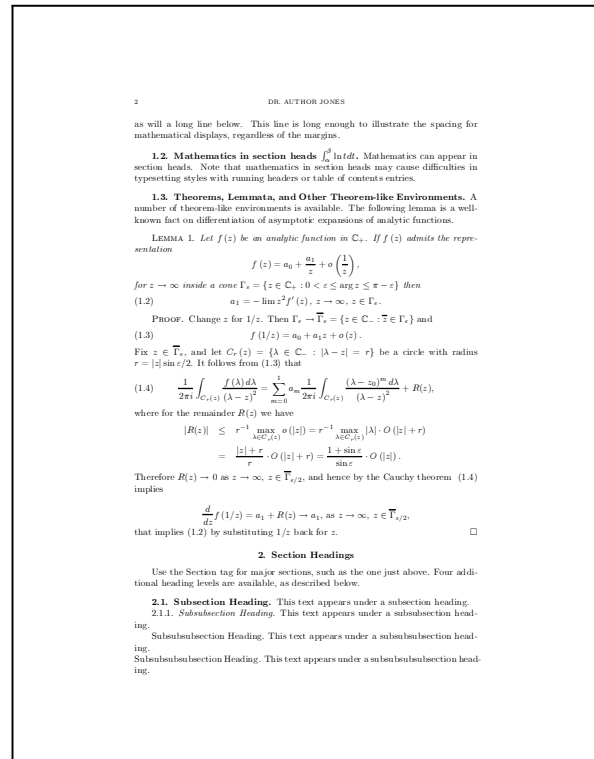 2 DR. AUTHOR JONES
as will a long line below. This line is long enough to illustrate the spacing for
mathematical displays, regardless of the margins.
1.2. Mathematics in section heads ∫_α^β ln tdt. Mathematics can appear in
section heads. Note that mathematics in section heads may cause difficulties in
typesetting styles with running headers or table of contents entries.
1.3. Theorems, Lemmata, and Other Theorem-like Environments. A
number of theorem-like environments is available. The following lemma is a well-
known fact on differentiation of asymptotic expansions of analytic functions.
Lemma 1. Let f (z) be an analytic function in ℂ₊. If f (z) admits the repre-
sentation
f (z) = a₀ + a₁/z + o (1/z),
for z → ∞ inside a cone Γ_ε = {z ∈ ℂ₊ : 0 < ε ≤ arg z ≤ π − ε} then
(1.2) a₁ = − lim z² f′ (z), z → ∞, z ∈ Γ_ε.
Proof. Change z for 1/z. Then Γ_ε → Γ̅_ε = {z ∈ ℂ₋ : z̅ ∈ Γ_ε} and
(1.3) f (1/z) = a₀ + a₁z + o (z).
Fix z ∈ Γ̅_ε, and let C_r (z) = {λ ∈ ℂ₋ : |λ − z| = r} be a circle with radius
r = |z| sin ε/2. It follows from (1.3) that
(1.4) 1/2πi ∫_{C_r(z)} f (λ) dλ/(λ − z)² = ∑_{m=0}^{1} a_m 1/2πi ∫_{C_r(z)} (λ − z₀)^m dλ/(λ − z)² + R(z),
where for the remainder R(z) we have
|R(z)| ≤ r⁻¹ max_{λ∈C_r(z)} o (|z|) = r⁻¹ max_{λ∈C_r(z)} |λ| · O (|z| + r)
= |z| + r/r · O (|z| + r) = 1 + sin ε/sin ε · O (|z|).
Therefore R(z) → 0 as z → ∞, z ∈ Γ̅_{ε/2}, and hence by the Cauchy theorem (1.4)
implies
d/dz f (1/z) = a₁ + R(z) → a₁, as z → ∞, z ∈ Γ̅_{ε/2},
that implies (1.2) by substituting 1/z back for z. □
2. Section Headings
Use the Section tag for major sections, such as the one just above. Four addi-
tional heading levels are available, as described below.
2.1. Subsection Heading. This text appears under a subsection heading.
2.1.1. Subsubsection Heading. This text appears under a subsubsection head-
ing.
Subsubsubsection Heading. This text appears under a subsubsubsection head-
ing.
Subsubsubsubsection Heading. This text appears under a subsubsubsubsection head-
ing.